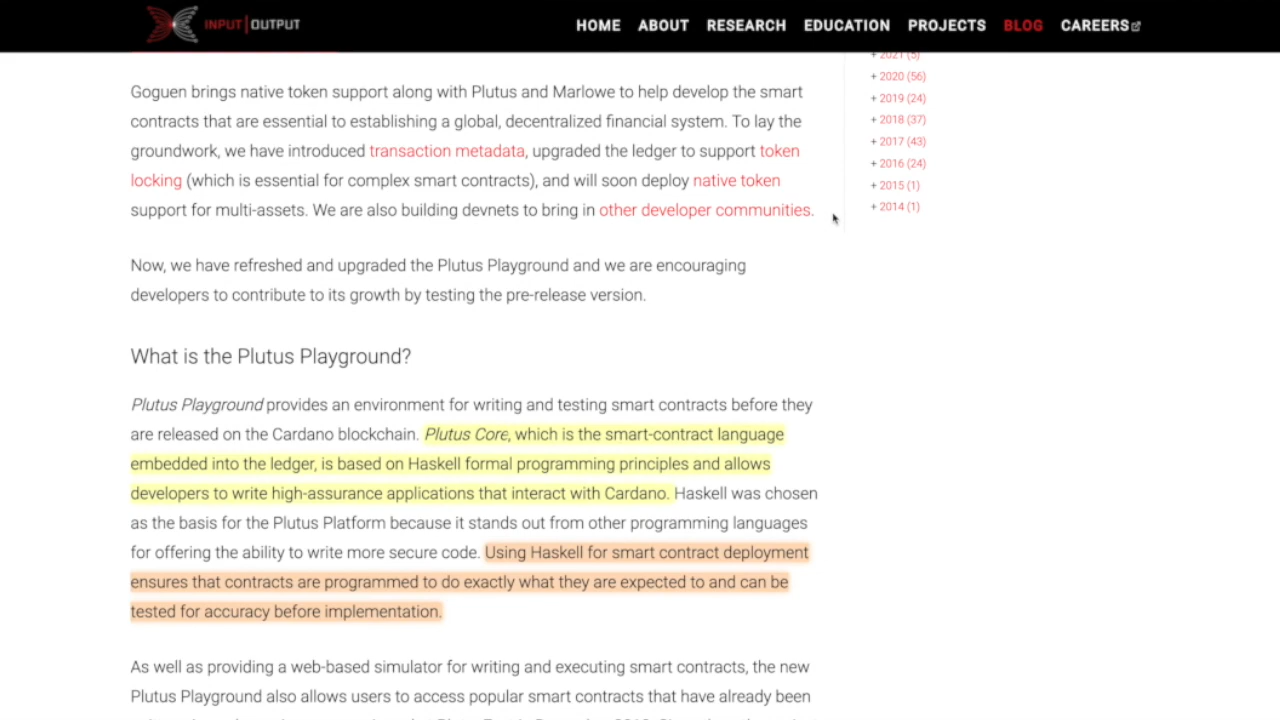 INPUT | OUTPUT
HOME ABOUT RESEARCH EDUCATION PROJECTS BLOG CAREERS
+ 2021 (5)
+ 2020 (56)
+ 2019 (24)
+ 2018 (37)
+ 2017 (43)
+ 2016 (24)
+ 2015 (1)
+ 2014 (1)
Goguen brings native token support along with Plutus and Marlowe to help develop the smart
contracts that are essential to establishing a global, decentralized financial system. To lay the
groundwork, we have introduced transaction metadata, upgraded the ledger to support token
locking (which is essential for complex smart contracts), and will soon deploy native token
support for multi-assets. We are also building devnets to bring in other developer communities.
Now, we have refreshed and upgraded the Plutus Playground and we are encouraging
developers to contribute to its growth by testing the pre-release version.
What is the Plutus Playground?
Plutus Playground provides an environment for writing and testing smart contracts before they
are released on the Cardano blockchain. Plutus Core, which is the smart-contract language
embedded into the ledger, is based on Haskell formal programming principles and allows
developers to write high-assurance applications that interact with Cardano. Haskell was chosen
as the basis for the Plutus Platform because it stands out from other programming languages
for offering the ability to write more secure code. Using Haskell for smart contract deployment
ensures that contracts are programmed to do exactly what they are expected to and can be
tested for accuracy before implementation.
As well as providing a web-based simulator for writing and executing smart contracts, the new
Plutus Playground also allows users to access popular smart contracts that have already been